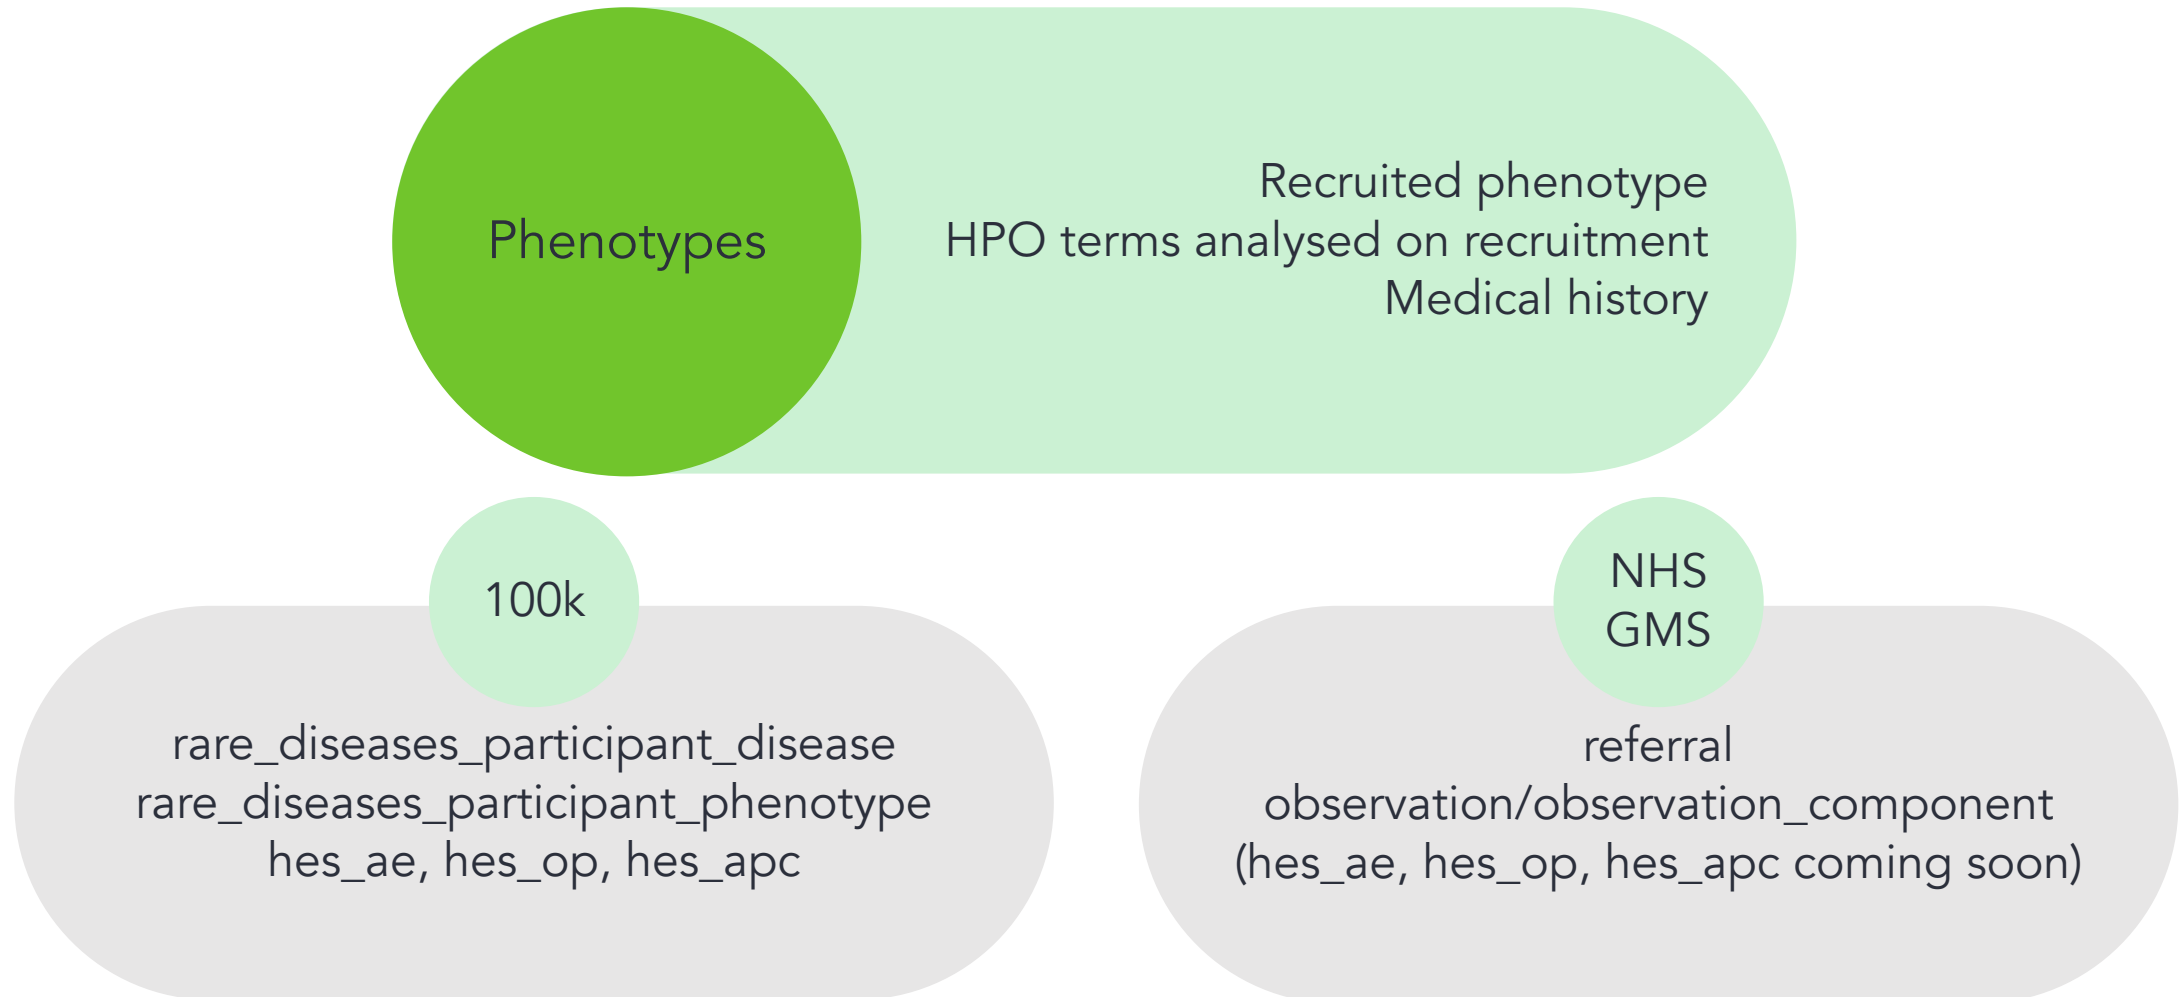 Phenotypes
Recruited phenotype
HPO terms analysed on recruitment
Medical history
100k
rare_diseases_participant_disease
rare_diseases_participant_phenotype
hes_ae, hes_op, hes_apc
NHS
GMS
referral
observation/observation_component
(hes_ae, hes_op, hes_apc coming soon)